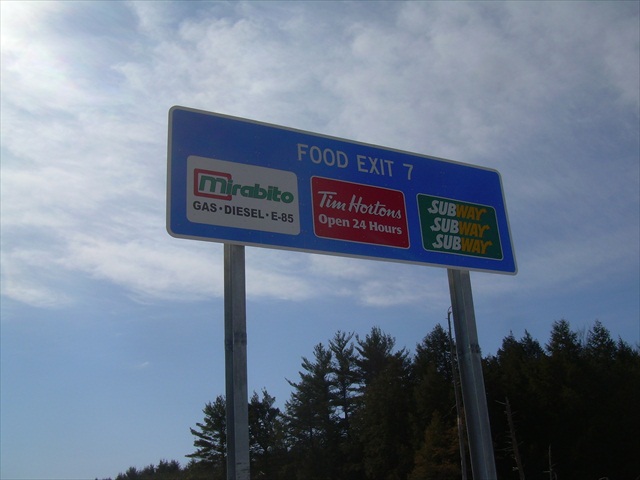 FOOD EXIT 7
Mirabito
GAS · DIESEL · E-85
Tim Hortons
Open 24 Hours
SUBWAY
SUBWAY
SUBWAY